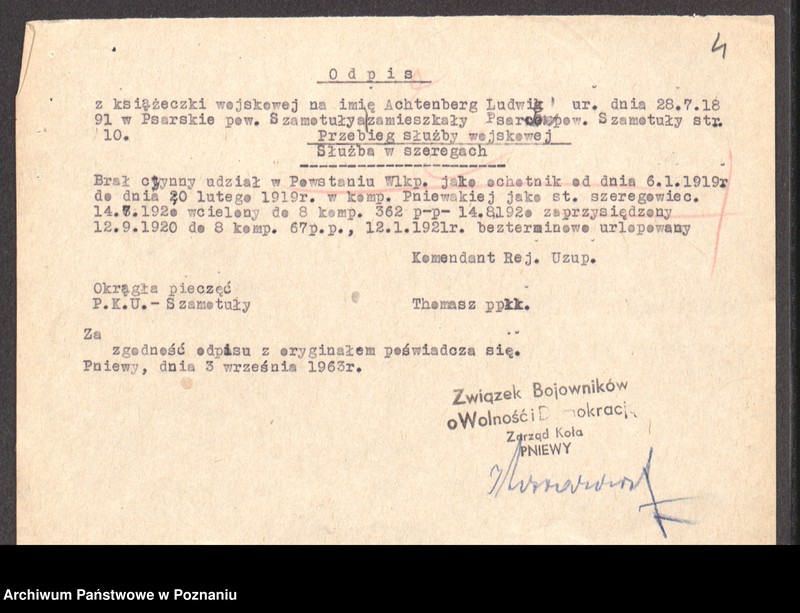 4
Odpis
z książeczki wojskowej na imię Achtenberg Ludwig ur. dnia 28.7.18
91 w Psarskie pow. Szamotuły zamieszkały pow. Szamotuły str.
10.
Przebieg służby wojskowej
Służba w szeregach
Brał czynny udział w Powstaniu Wlkp. jako ochotnik od dnia 6.1.1919r
do dnia 20 lutego 1919r. w komp. Pniewskiej jako st. szeregowiec.
14.7.1920 wcielony do 8 komp. 362 p-p- 14.8.1920 zaprzysiędzony
12.9.1920 do 8 komp. 67p.p., 12.1.1921r. bezterminowo urlopowany
Komendant Rej. Uzup.
Okrągła pieczęć
P.K.U.- Szamotuły Thomasz ppłk.
Za
zgodność odpisu z oryginałem poświadcza się.
Pniewy, dnia 3 września 1963r.
Związek Bojowników
o Wolność i Demokrację
Zarząd Koła
PNIEWY
Archiwum Państwowe w Poznaniu